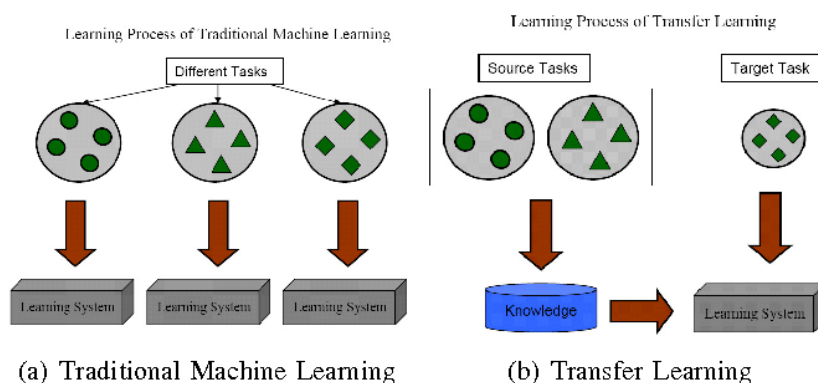 Learning Process of Traditional Machine Learning
Different Tasks
Learning System
Learning System
Learning System
(a) Traditional Machine Learning
Learning Process of Transfer Learning
Source Tasks
Target Task
Knowledge
Learning System
(b) Transfer Learning